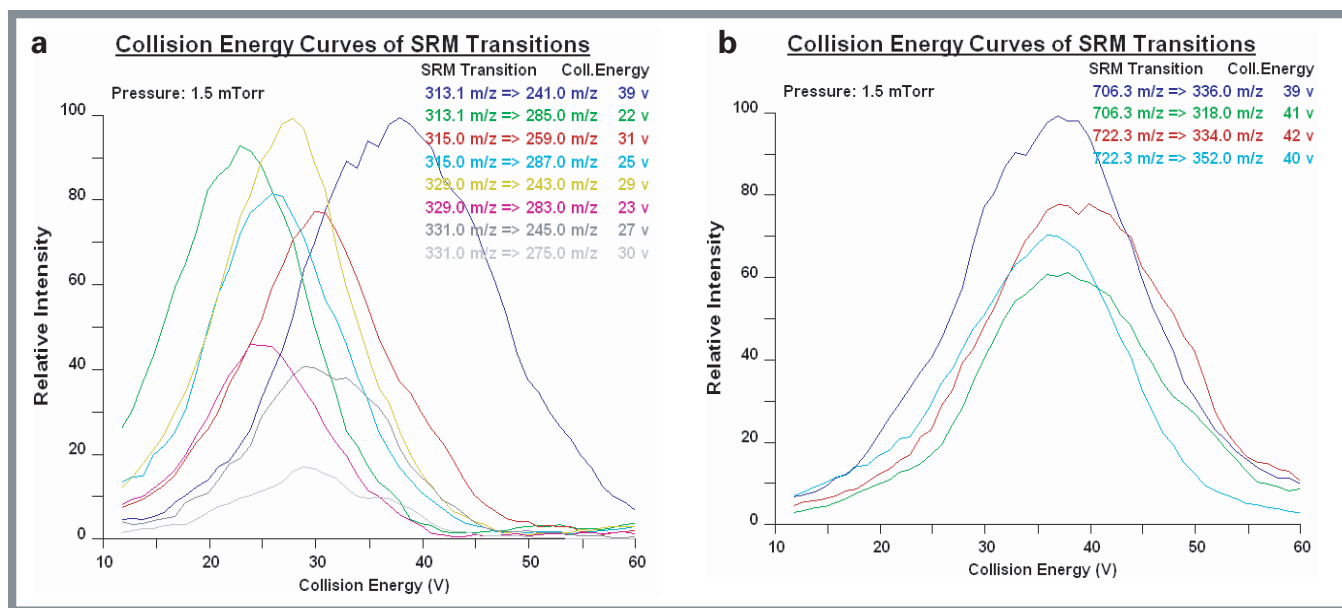 a
Collision Energy Curves of SRM Transitions
SRM Transition Coll.Energy
Pressure: 1.5 mTorr
313.1 m/z=> 241.0 m/z 39 v
313.1 m/z=> 285.0 m/z 22 v
315.0 m/z=> 259.0 m/z 31 v
315.0 m/z=> 287.0 m/z 25 v
329.0 m/z=> 243.0 m/z 29 v
329.0 m/z=> 283.0 m/z 23 v
331.0 m/z=> 245.0 m/z 27 v
331.0 m/z=> 275.0 m/z 30 v
Relative Intensity
100
80
60
40
20
0
10 20 30 40 50 60
Collision Energy (V)
b
Collision Energy Curves of SRM Transitions
SRM Transition Coll.Energy
Pressure: 1.5 mTorr
706.3 m/z=> 336.0 m/z 39 v
706.3 m/z=> 318.0 m/z 41 v
722.3 m/z=> 334.0 m/z 42 v
722.3 m/z=> 352.0 m/z 40 v
Relative Intensity
100
80
60
40
20
0
10 20 30 40 50 60
Collision Energy (V)